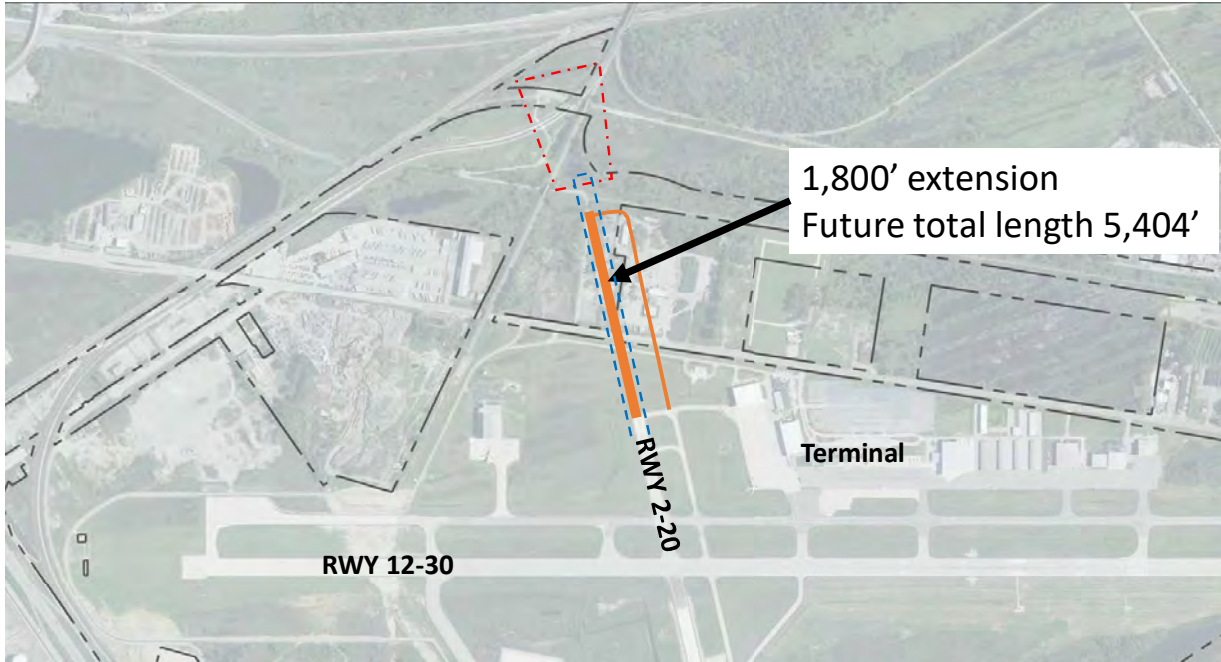 1,800’ extension
Future total length 5,404’
Terminal
RWY 2-20
RWY 12-30